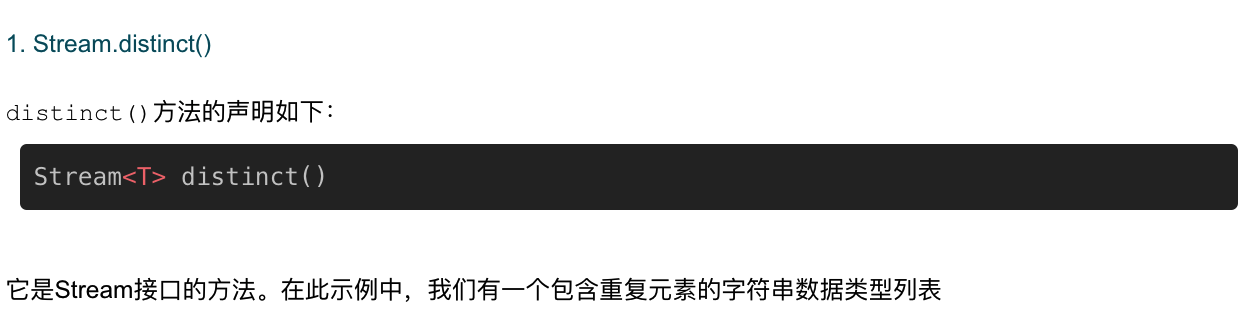 1. Stream.distinct()
distinct()方法的声明如下：
Stream<T> distinct()
它是Stream接口的方法。在此示例中，我们有一个包含重复元素的字符串数据类型列表